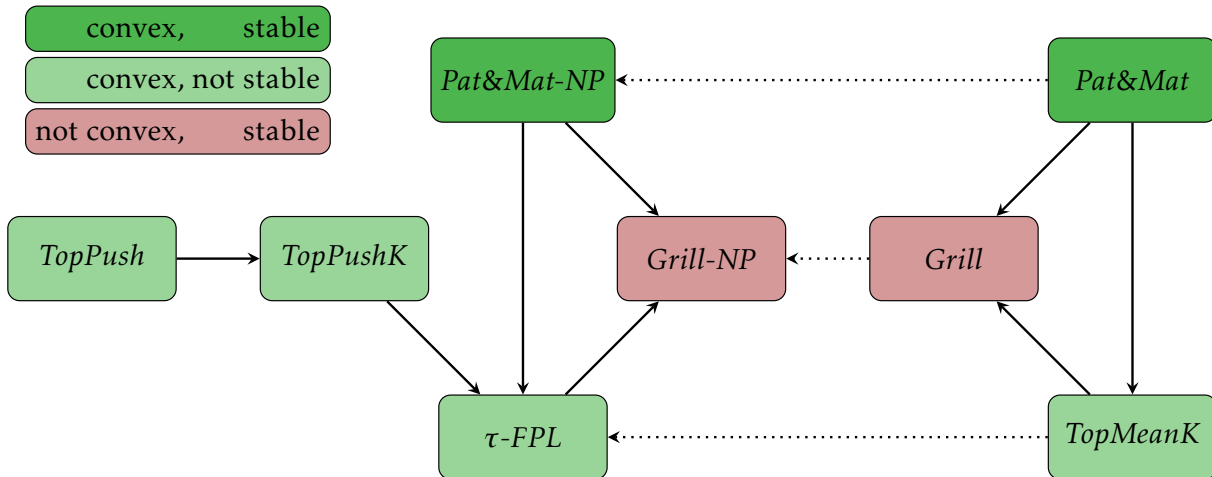 convex, stable
convex, not stable
not convex, stable
Pat&Mat-NP
Pat&Mat
TopPush
TopPushK
Grill-NP
Grill
τ-FPL
TopMeanK